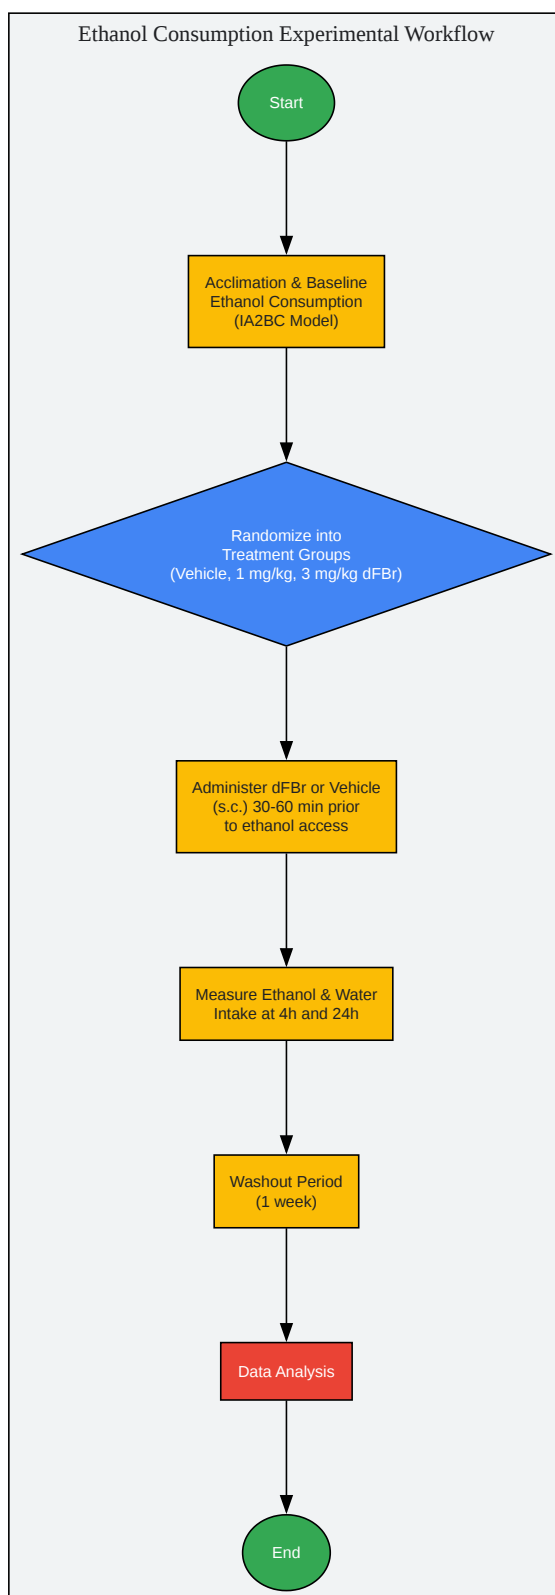 Ethanol Consumption Experimental Workflow
Start
Acclimation & Baseline
Ethanol Consumption
(IA2BC Model)
Randomize into
Treatment Groups
(Vehicle, 1 mg/kg, 3 mg/kg dFBr)
Administer dFBr or Vehicle
(s.c.) 30-60 min prior
to ethanol access
Measure Ethanol & Water
Intake at 4h and 24h
Washout Period
(1 week)
Data Analysis
End